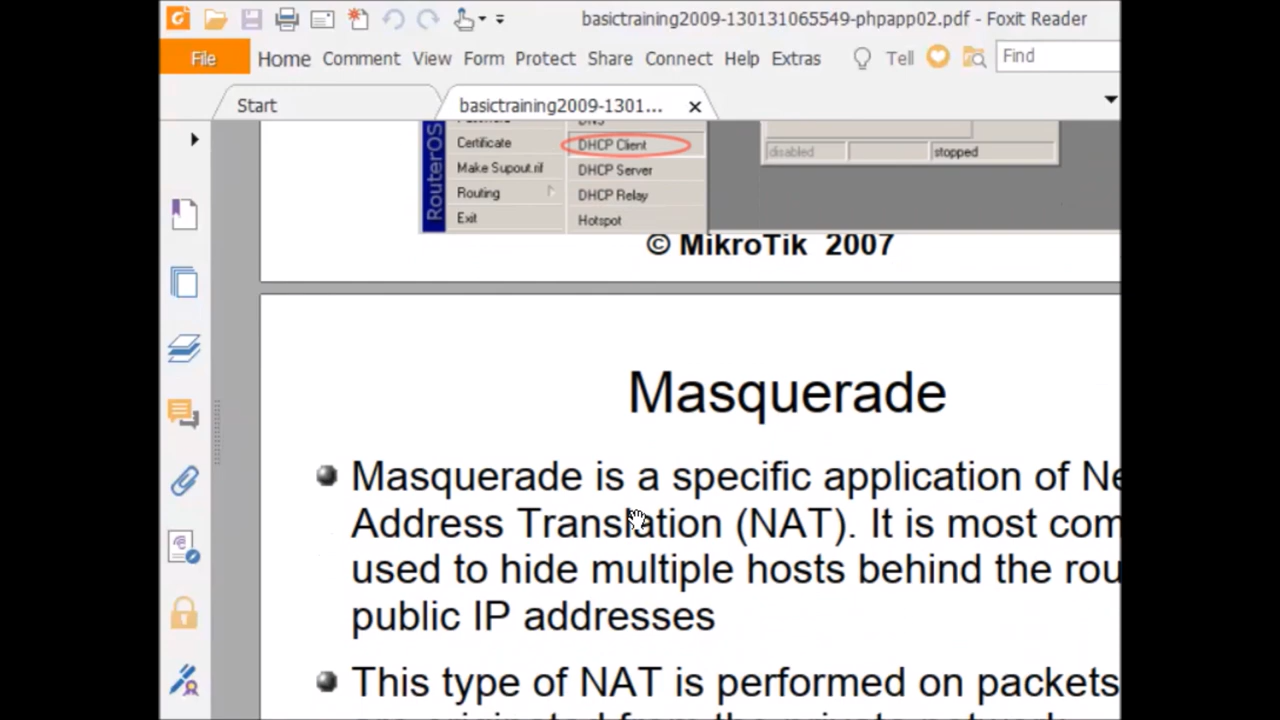 basictraining2009-130131065549-phpapp02.pdf - Foxit Reader
File Home Comment View Form Protect Share Connect Help Extras Tell Find
Start basictraining2009-1301...
RouterOS
Certificate
Make Supout.rif
Routing
Exit
DHCP Client
DHCP Server
DHCP Relay
Hotspot
disabled stopped
© MikroTik 2007
Masquerade
Masquerade is a specific application of Ne
Address Translation (NAT). It is most com
used to hide multiple hosts behind the rou
public IP addresses
This type of NAT is performed on packets